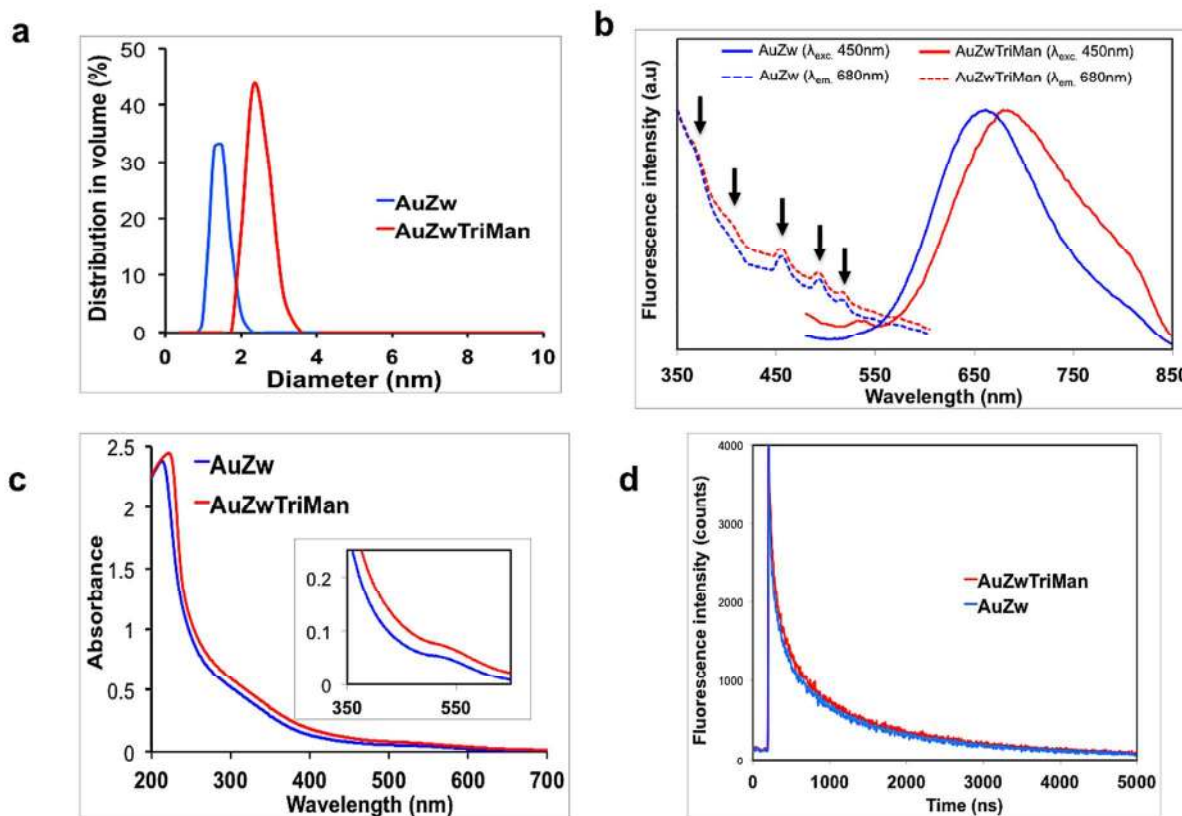 a
50
40
30
20
10
0
Distribution in volume (%)
AuZw
AuZwTriMan
0 2 4 6 8 10
Diameter (nm)
b
AuZw (λexc. 450nm) AuZwTriMan (λexc. 450nm)
AuZw (λem. 680nm) AuZwTriMan (λem. 680nm)
Fluorescence intensity (a.u)
350 450 550 650 750 850
Wavelength (nm)
c
2.5
2
1.5
1
0.5
0
Absorbance
AuZw
AuZwTriMan
0.2
0.1
0
350 550
200 300 400 500 600 700
Wavelength (nm)
d
4000
3000
2000
1000
0
Fluorescence intensity (counts)
AuZwTriMan
AuZw
0 1000 2000 3000 4000 5000
Time (ns)